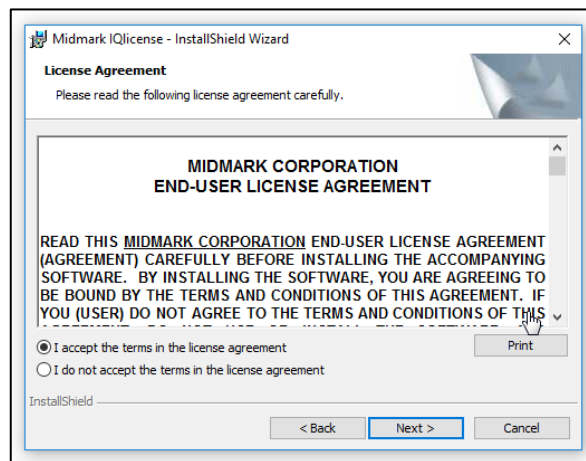 Midmark IQlicense - InstallShield Wizard
License Agreement
Please read the following license agreement carefully.
MIDMARK CORPORATION
END-USER LICENSE AGREEMENT
READ THIS MIDMARK CORPORATION END-USER LICENSE AGREEMENT
(AGREEMENT) CAREFULLY BEFORE INSTALLING THE ACCOMPANYING
SOFTWARE. BY INSTALLING THE SOFTWARE, YOU ARE AGREEING TO
BE BOUND BY THE TERMS AND CONDITIONS OF THIS AGREEMENT. IF
YOU (USER) DO NOT AGREE TO THE TERMS AND CONDITIONS OF THIS
I accept the terms in the license agreement
Print
I do not accept the terms in the license agreement
InstallShield
< Back
Next >
Cancel